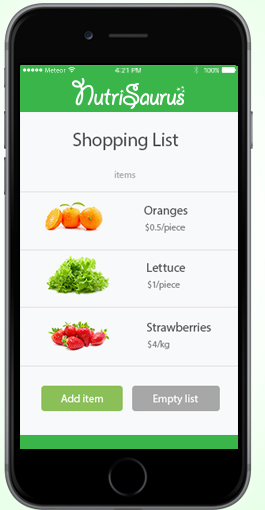 Meteor 4:21 PM 100%
NutriSaurus
Shopping List
items
Oranges
$0.5/piece
Lettuce
$1/piece
Strawberries
$4/kg
Add item Empty list